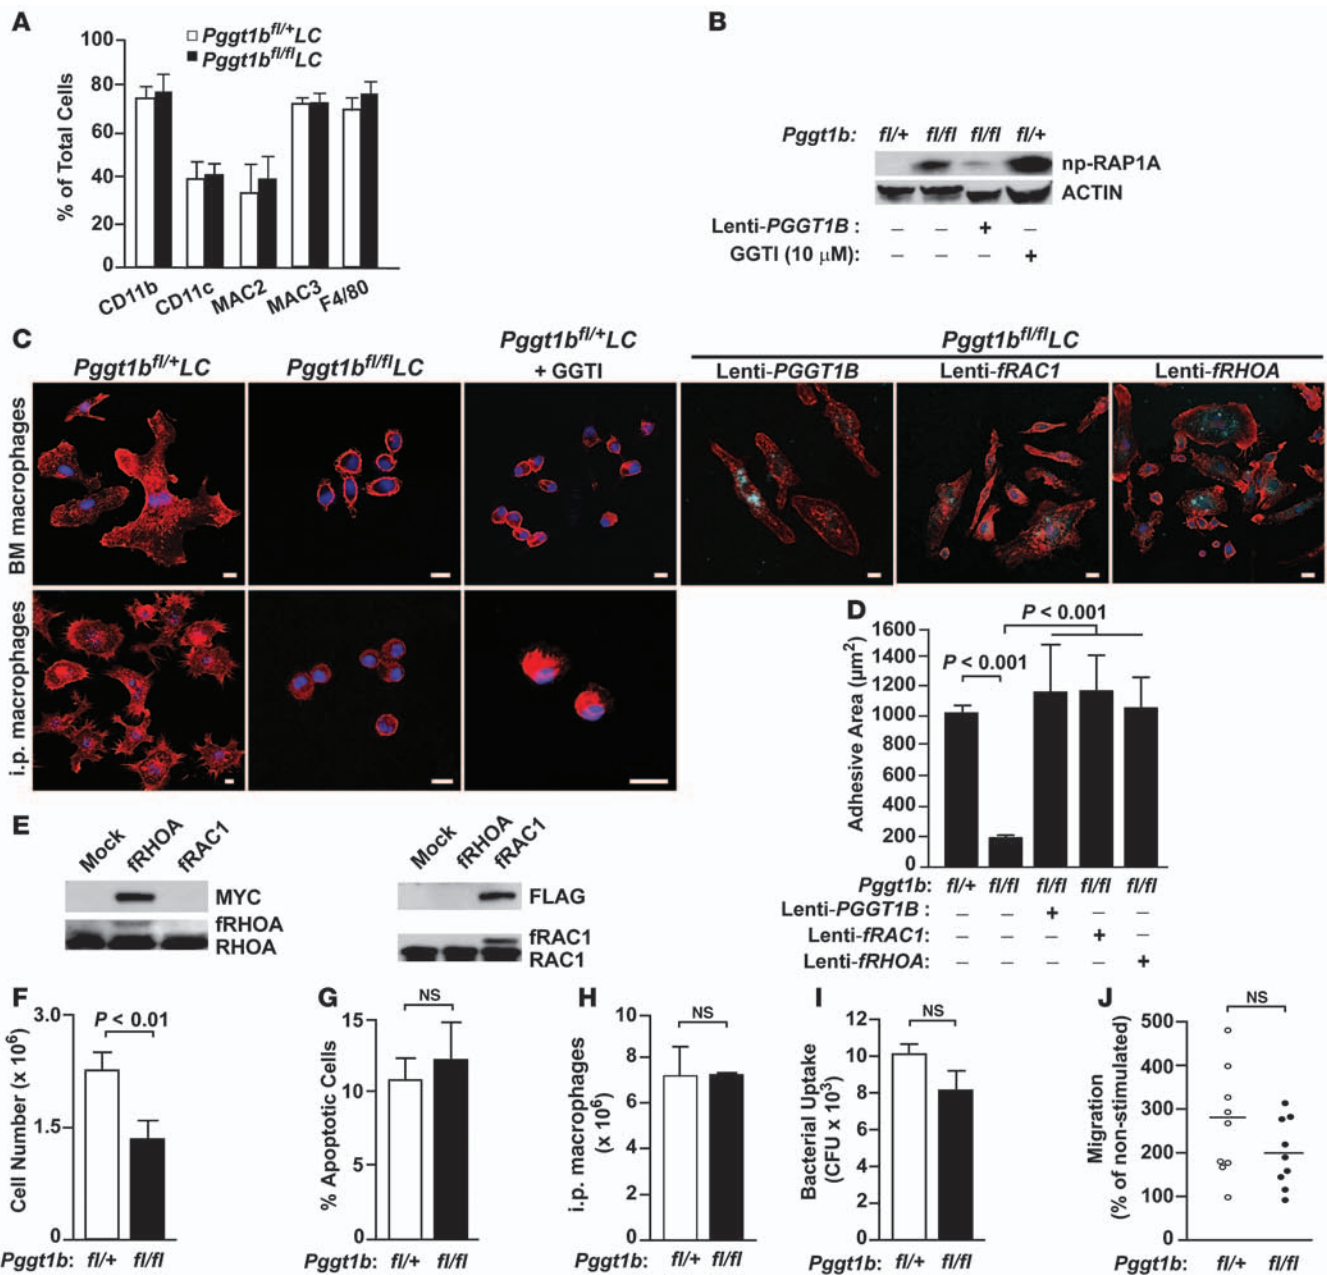 A
100
80
60
40
20
0
% of Total Cells
Pggt1bfl/+LC
Pggt1bfl/flLC
CD11b
CD11c
MAC2
MAC3
F4/80
B
Pggt1b: fl/+ fl/fl fl/fl fl/+
np-RAP1A
ACTIN
Lenti-PGGT1B : – – + –
GGTI (10 μM): – – – +
C
Pggt1bfl/+LC
Pggt1bfl/flLC
Pggt1bfl/+LC
+ GGTI
Pggt1bfl/flLC
Lenti-PGGT1B
Lenti-fRAC1
Lenti-fRHOA
BM macrophages
i.p. macrophages
D
P < 0.001
P < 0.001
1600
1400
1200
1000
800
600
400
200
0
Adhesive Area (μm2)
Pggt1b: fl/+ fl/fl fl/fl fl/fl fl/fl
Lenti-PGGT1B : – – + – –
Lenti-fRAC1: – – – + –
Lenti-fRHOA: – – – – +
E
Mock
fRHOA
fRAC1
MYC
fRHOA
RHOA
Mock
fRHOA
fRAC1
FLAG
fRAC1
RAC1
F
P < 0.01
3.0
1.5
0
Cell Number (x 106)
Pggt1b: fl/+ fl/fl
G
NS
15
10
5
0
% Apoptotic Cells
Pggt1b: fl/+ fl/fl
H
NS
10
8
6
4
2
0
i.p. macrophages
(x 106)
Pggt1b: fl/+ fl/fl
I
NS
12
10
8
6
4
2
0
Bacterial Uptake
(CFU x 103)
Pggt1b: fl/+ fl/fl
J
NS
500
400
300
200
100
0
Migration
(% of non-stimulated)
Pggt1b: fl/+ fl/fl